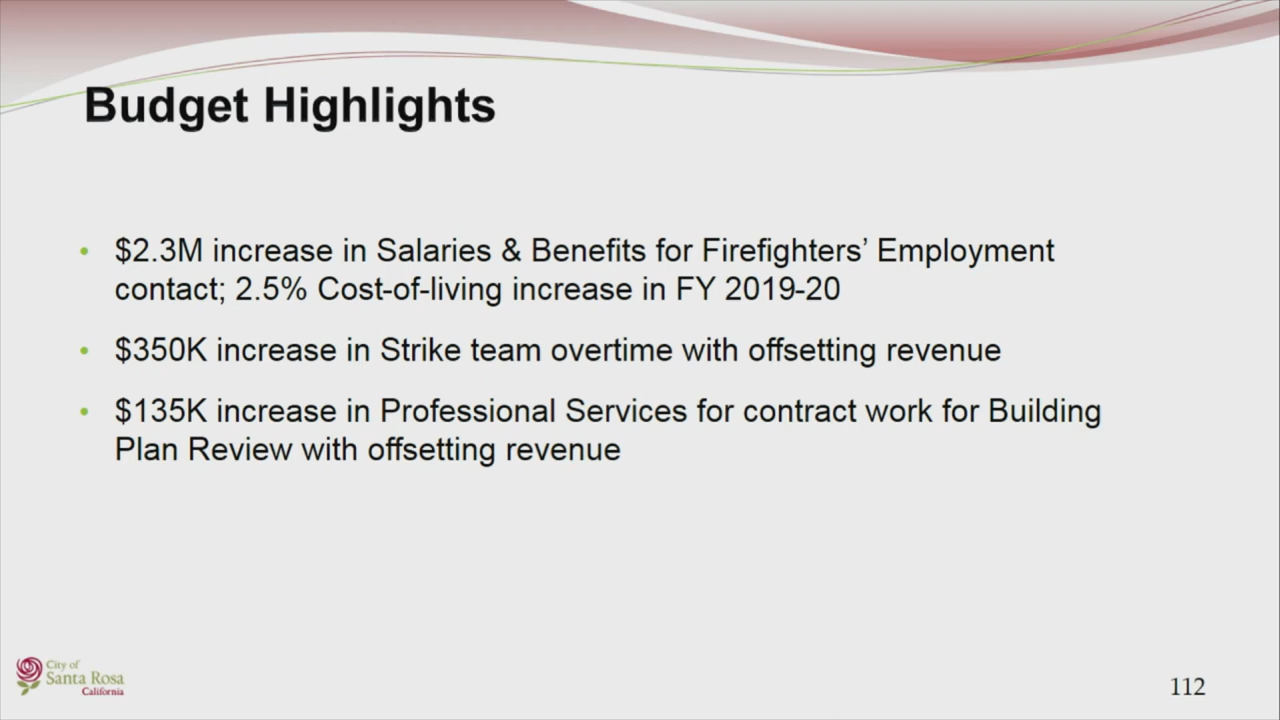 Budget Highlights
• $2.3M increase in Salaries & Benefits for Firefighters’ Employment
contact; 2.5% Cost-of-living increase in FY 2019-20
• $350K increase in Strike team overtime with offsetting revenue
• $135K increase in Professional Services for contract work for Building
Plan Review with offsetting revenue
City of
Santa Rosa
California
112